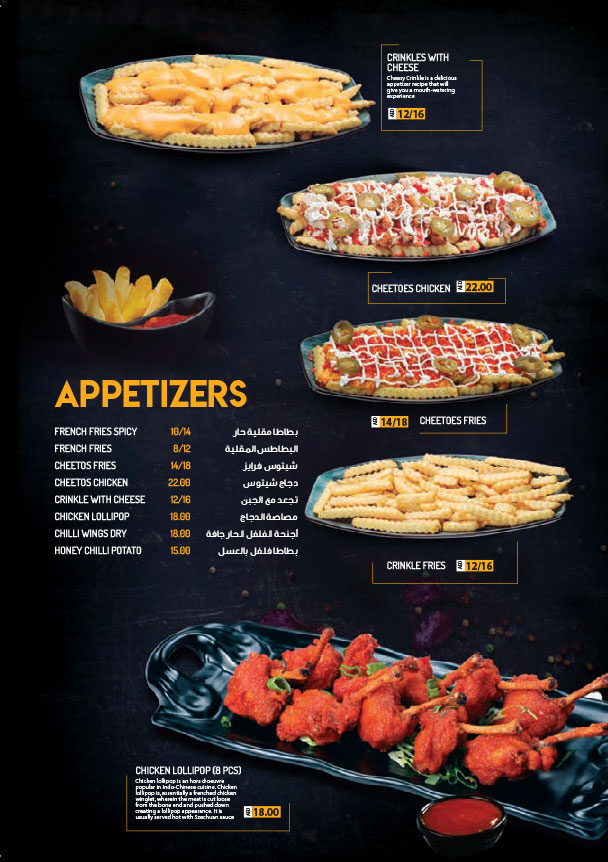 CRINKLES WITH
CHEESE
Cheesy Crinkle is a delicious
appetizer recipe that will
give you a mouth-watering
experience
AED 12/16
CHEETOES CHICKEN AED 22.00
AED 14/18 CHEETOES FRIES
APPETIZERS
FRENCH FRIES SPICY 10/14 بطاطا مقلية حار
FRENCH FRIES 8/12 البطاطس المقلية
CHEETOS FRIES 14/18 شيتوس فرايز
CHEETOS CHICKEN 22.00 دجاج شيتوس
CRINKLE WITH CHEESE 12/16 تجعد مع الجبن
CHICKEN LOLLIPOP 18.00 مصاصة الدجاج
CHILLI WINGS DRY 18.00 أجنحة الفلفل الحار جافة
HONEY CHILLI POTATO 15.00 بطاطا فلفل بالعسل
CRINKLE FRIES AED 12/16
CHICKEN LOLLIPOP (8 PCS)
Chicken lollipop is an hors d'oeuvre
popular in Indo-Chinese cuisine. Chicken
lollipop is, essentially a frenched chicken
winglet, wherein the meat is cut loose
from the bone end and pushed down
creating a lollipop appearance. It is
usually served hot with Szechuan sauce
AED 18.00